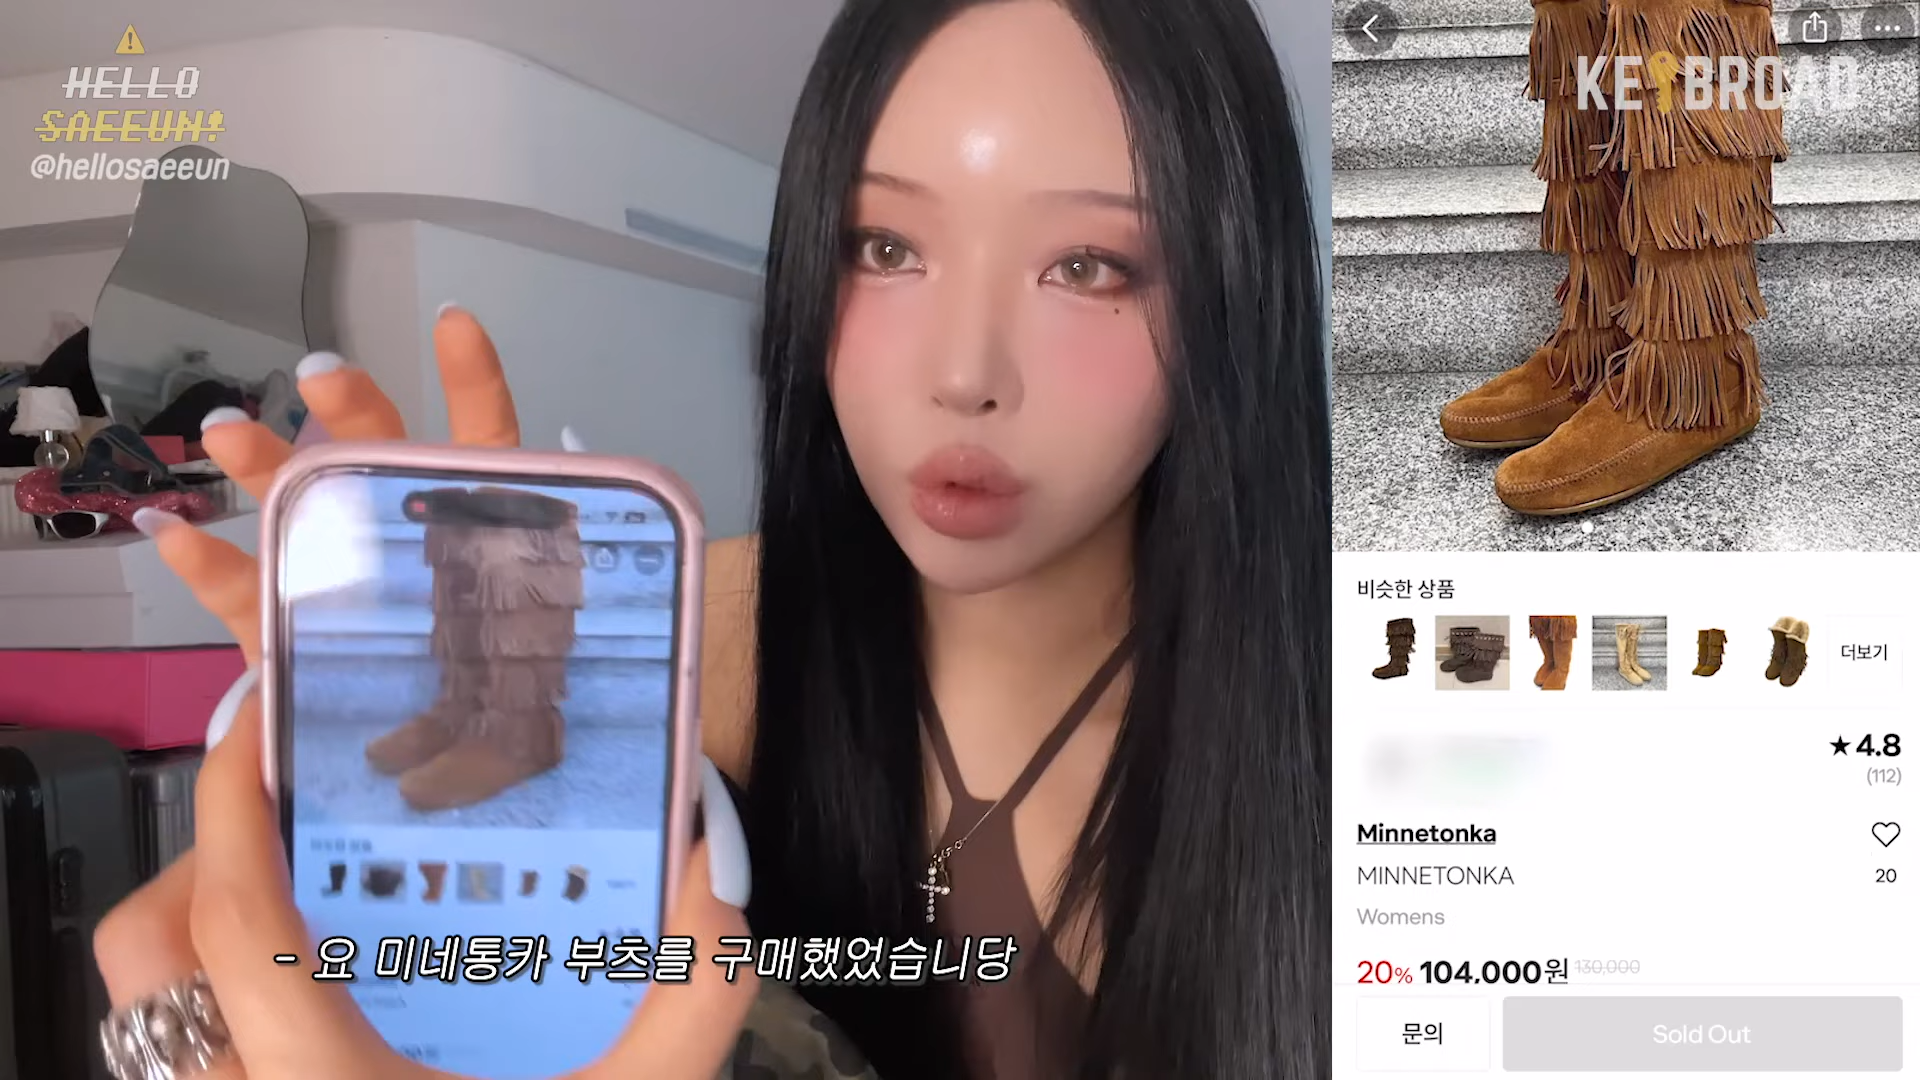 HELLO
SAEEUN!
@hellosaeeun
- 요 미네통카 부츠를 구매했었습니당
KEYBROAD
비슷한 상품
더보기
★4.8
(112)
Minnetonka
MINNETONKA
20
Womens
20% 104,000원 130,000
문의
Sold Out